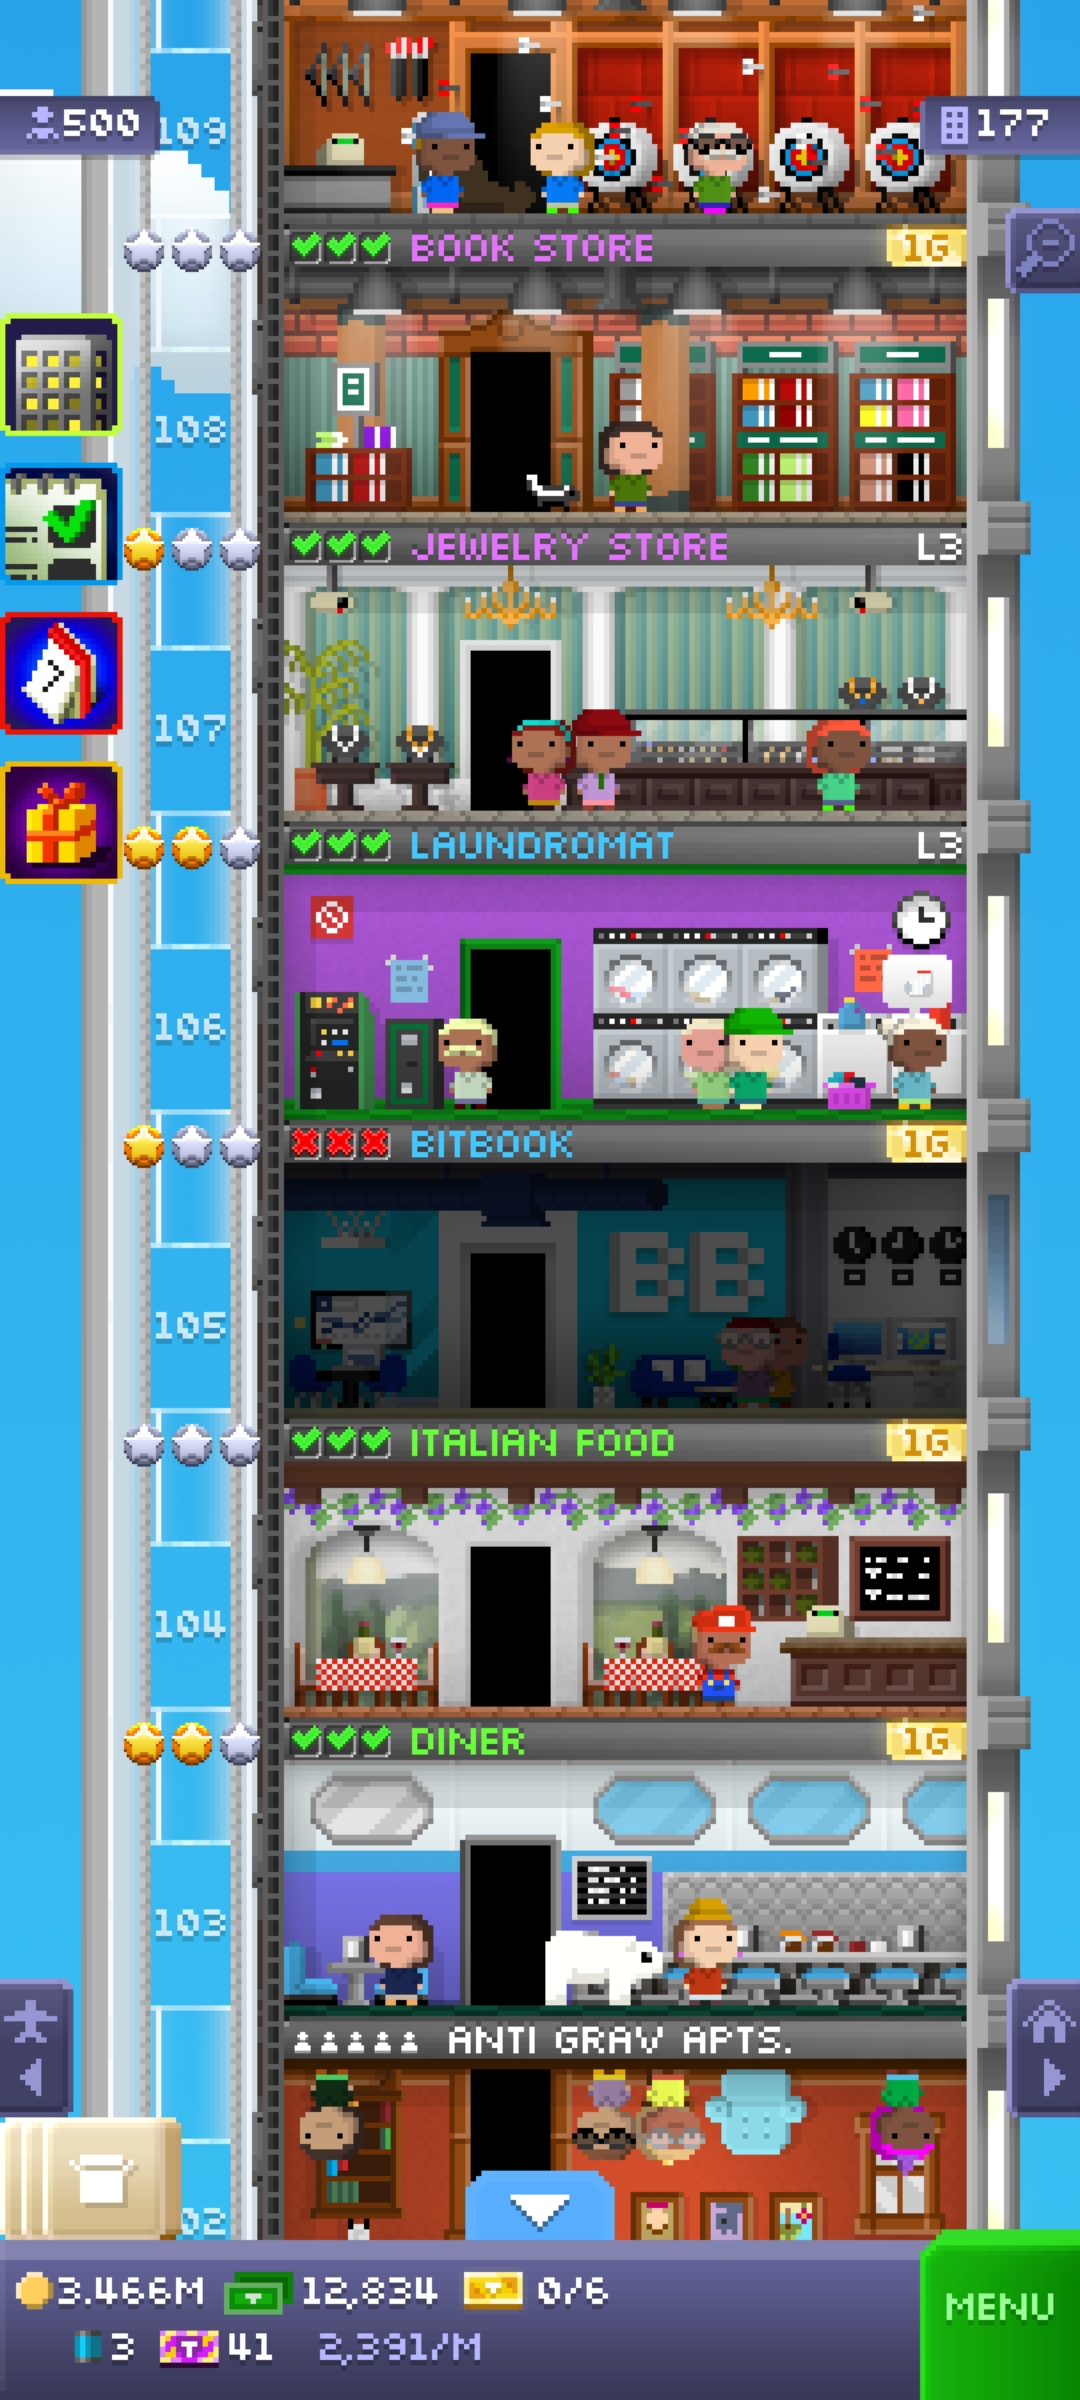 109
500
177
BOOK STORE 1G
108
JEWELRY STORE L3
107
LAUNDROMAT L3
106
BITBOOK 1G
BB
105
ITALIAN FOOD 1G
104
DINER 1G
103
ANTI GRAV APTS.
02
3.466M 12,834 0/6
MENU
3 41 2,391/M